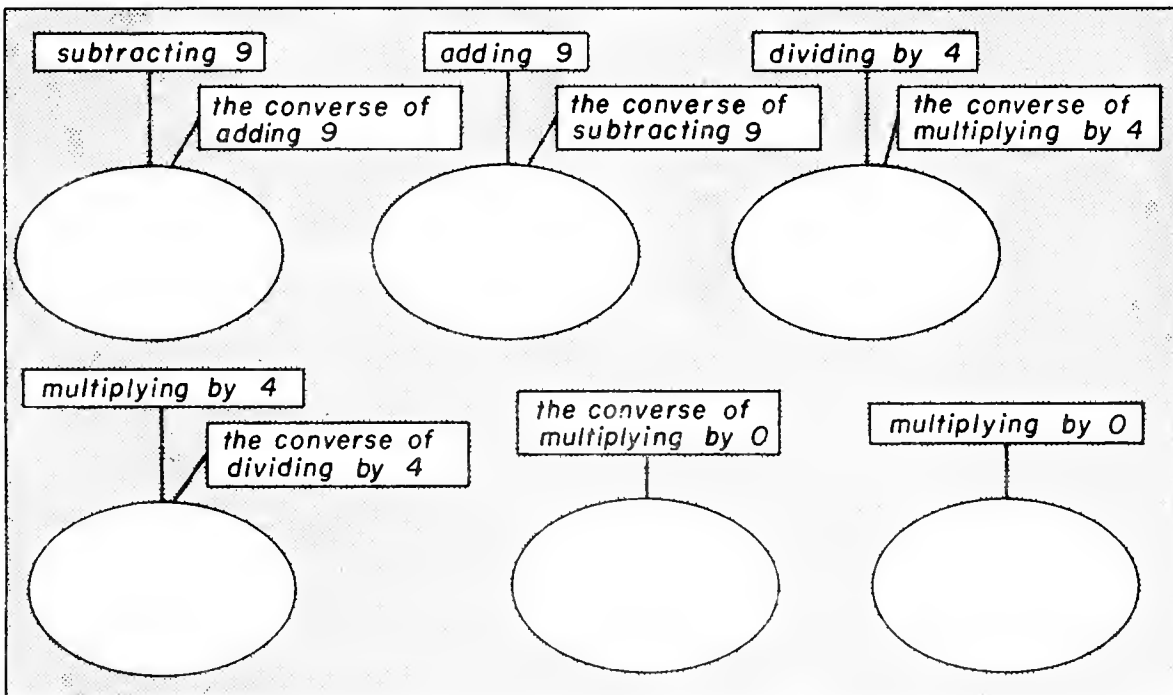 subtracting 9
the converse of
adding 9
adding 9
the converse of
subtracting 9
dividing by 4
the converse of
multiplying by 4
multiplying by 4
the converse of
dividing by 4
the converse of
multiplying by 0
multiplying by 0